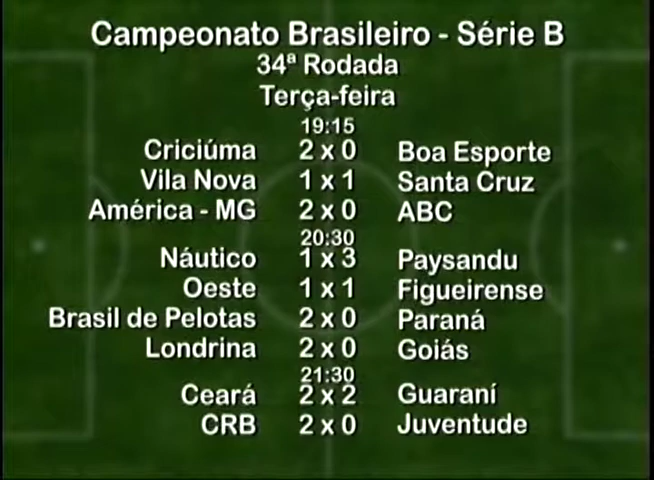 Campeonato Brasileiro - Série B
34ª Rodada
Terça-feira
19:15
Criciúma 2 x 0 Boa Esporte
Vila Nova 1 x 1 Santa Cruz
América - MG 2 x 0 ABC
20:30
Náutico 1 x 3 Paysandu
Oeste 1 x 1 Figueirense
Brasil de Pelotas 2 x 0 Paraná
Londrina 2 x 0 Goiás
21:30
Ceará 2 x 2 Guaraní
CRB 2 x 0 Juventude